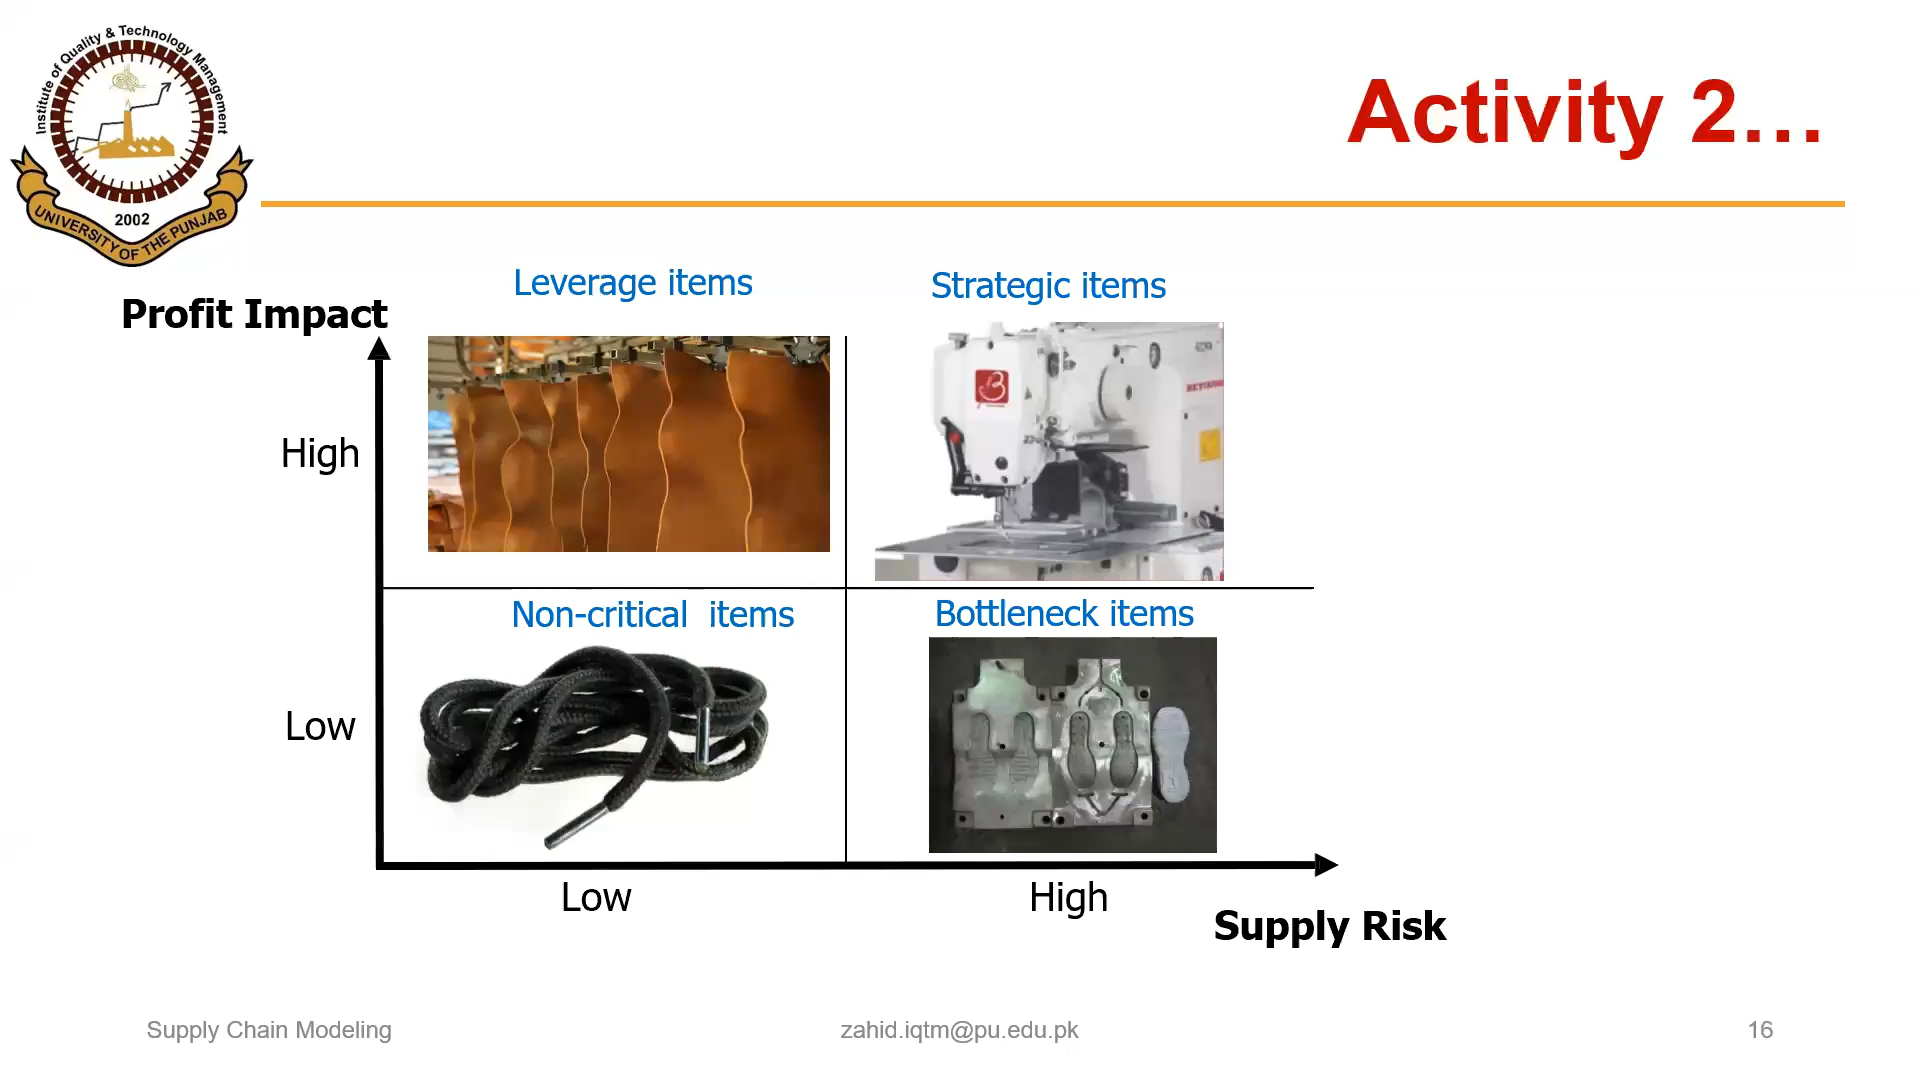 Institute of Quality & Technology Management
2002
UNIVERSITY OF THE PUNJAB
Activity 2...
Profit Impact
Leverage items
Strategic items
High
B
Non-critical items
Bottleneck items
Low
Low
High
Supply Risk
Supply Chain Modeling
zahid.iqtm@pu.edu.pk
16